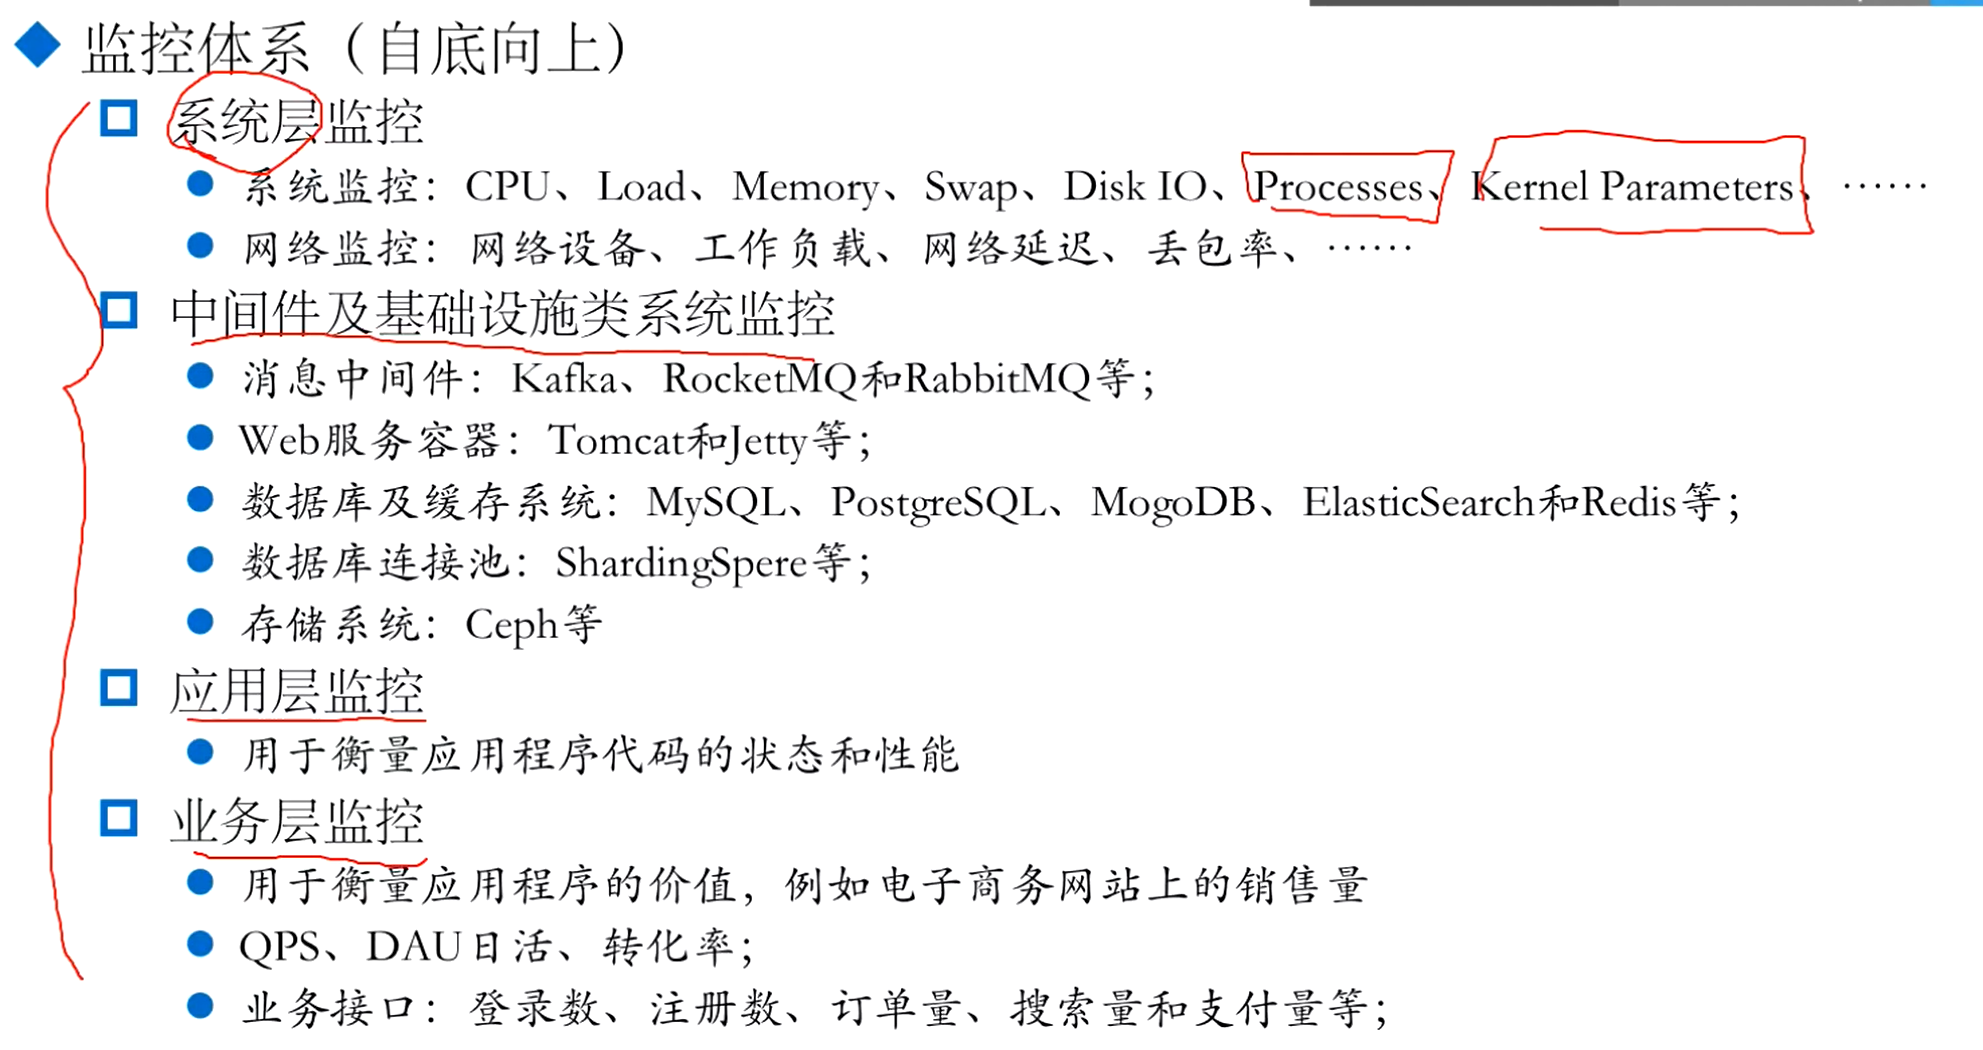 监控体系（自底向上）
系统层监控
系统监控：CPU、Load、Memory、Swap、Disk IO、Processes、Kernel Parameters、……
网络监控：网络设备、工作负载、网络延迟、丢包率、……
中间件及基础设施类系统监控
消息中间件：Kafka、RocketMQ和RabbitMQ等；
Web服务容器：Tomcat和Jetty等；
数据库及缓存系统：MySQL、PostgreSQL、MogoDB、ElasticSearch和Redis等；
数据库连接池：ShardingSpere等；
存储系统：Ceph等
应用层监控
用于衡量应用程序代码的状态和性能
业务层监控
用于衡量应用程序的价值，例如电子商务网站上的销售量
QPS、DAU日活、转化率；
业务接口：登录数、注册数、订单量、搜索量和支付量等；